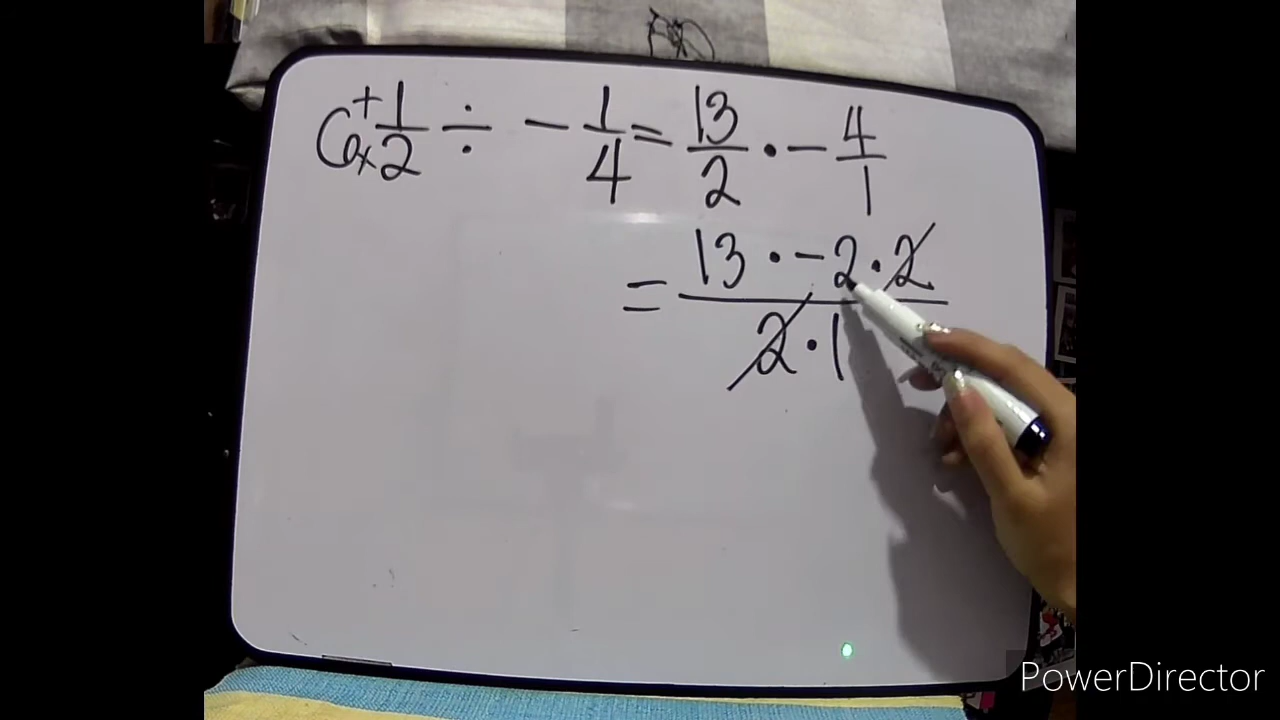 6 + 1/2 ÷ - 1/4 = 13/2 · - 4/1
x
= 13 · - 2 · 2 / 2 · 1
PowerDirector